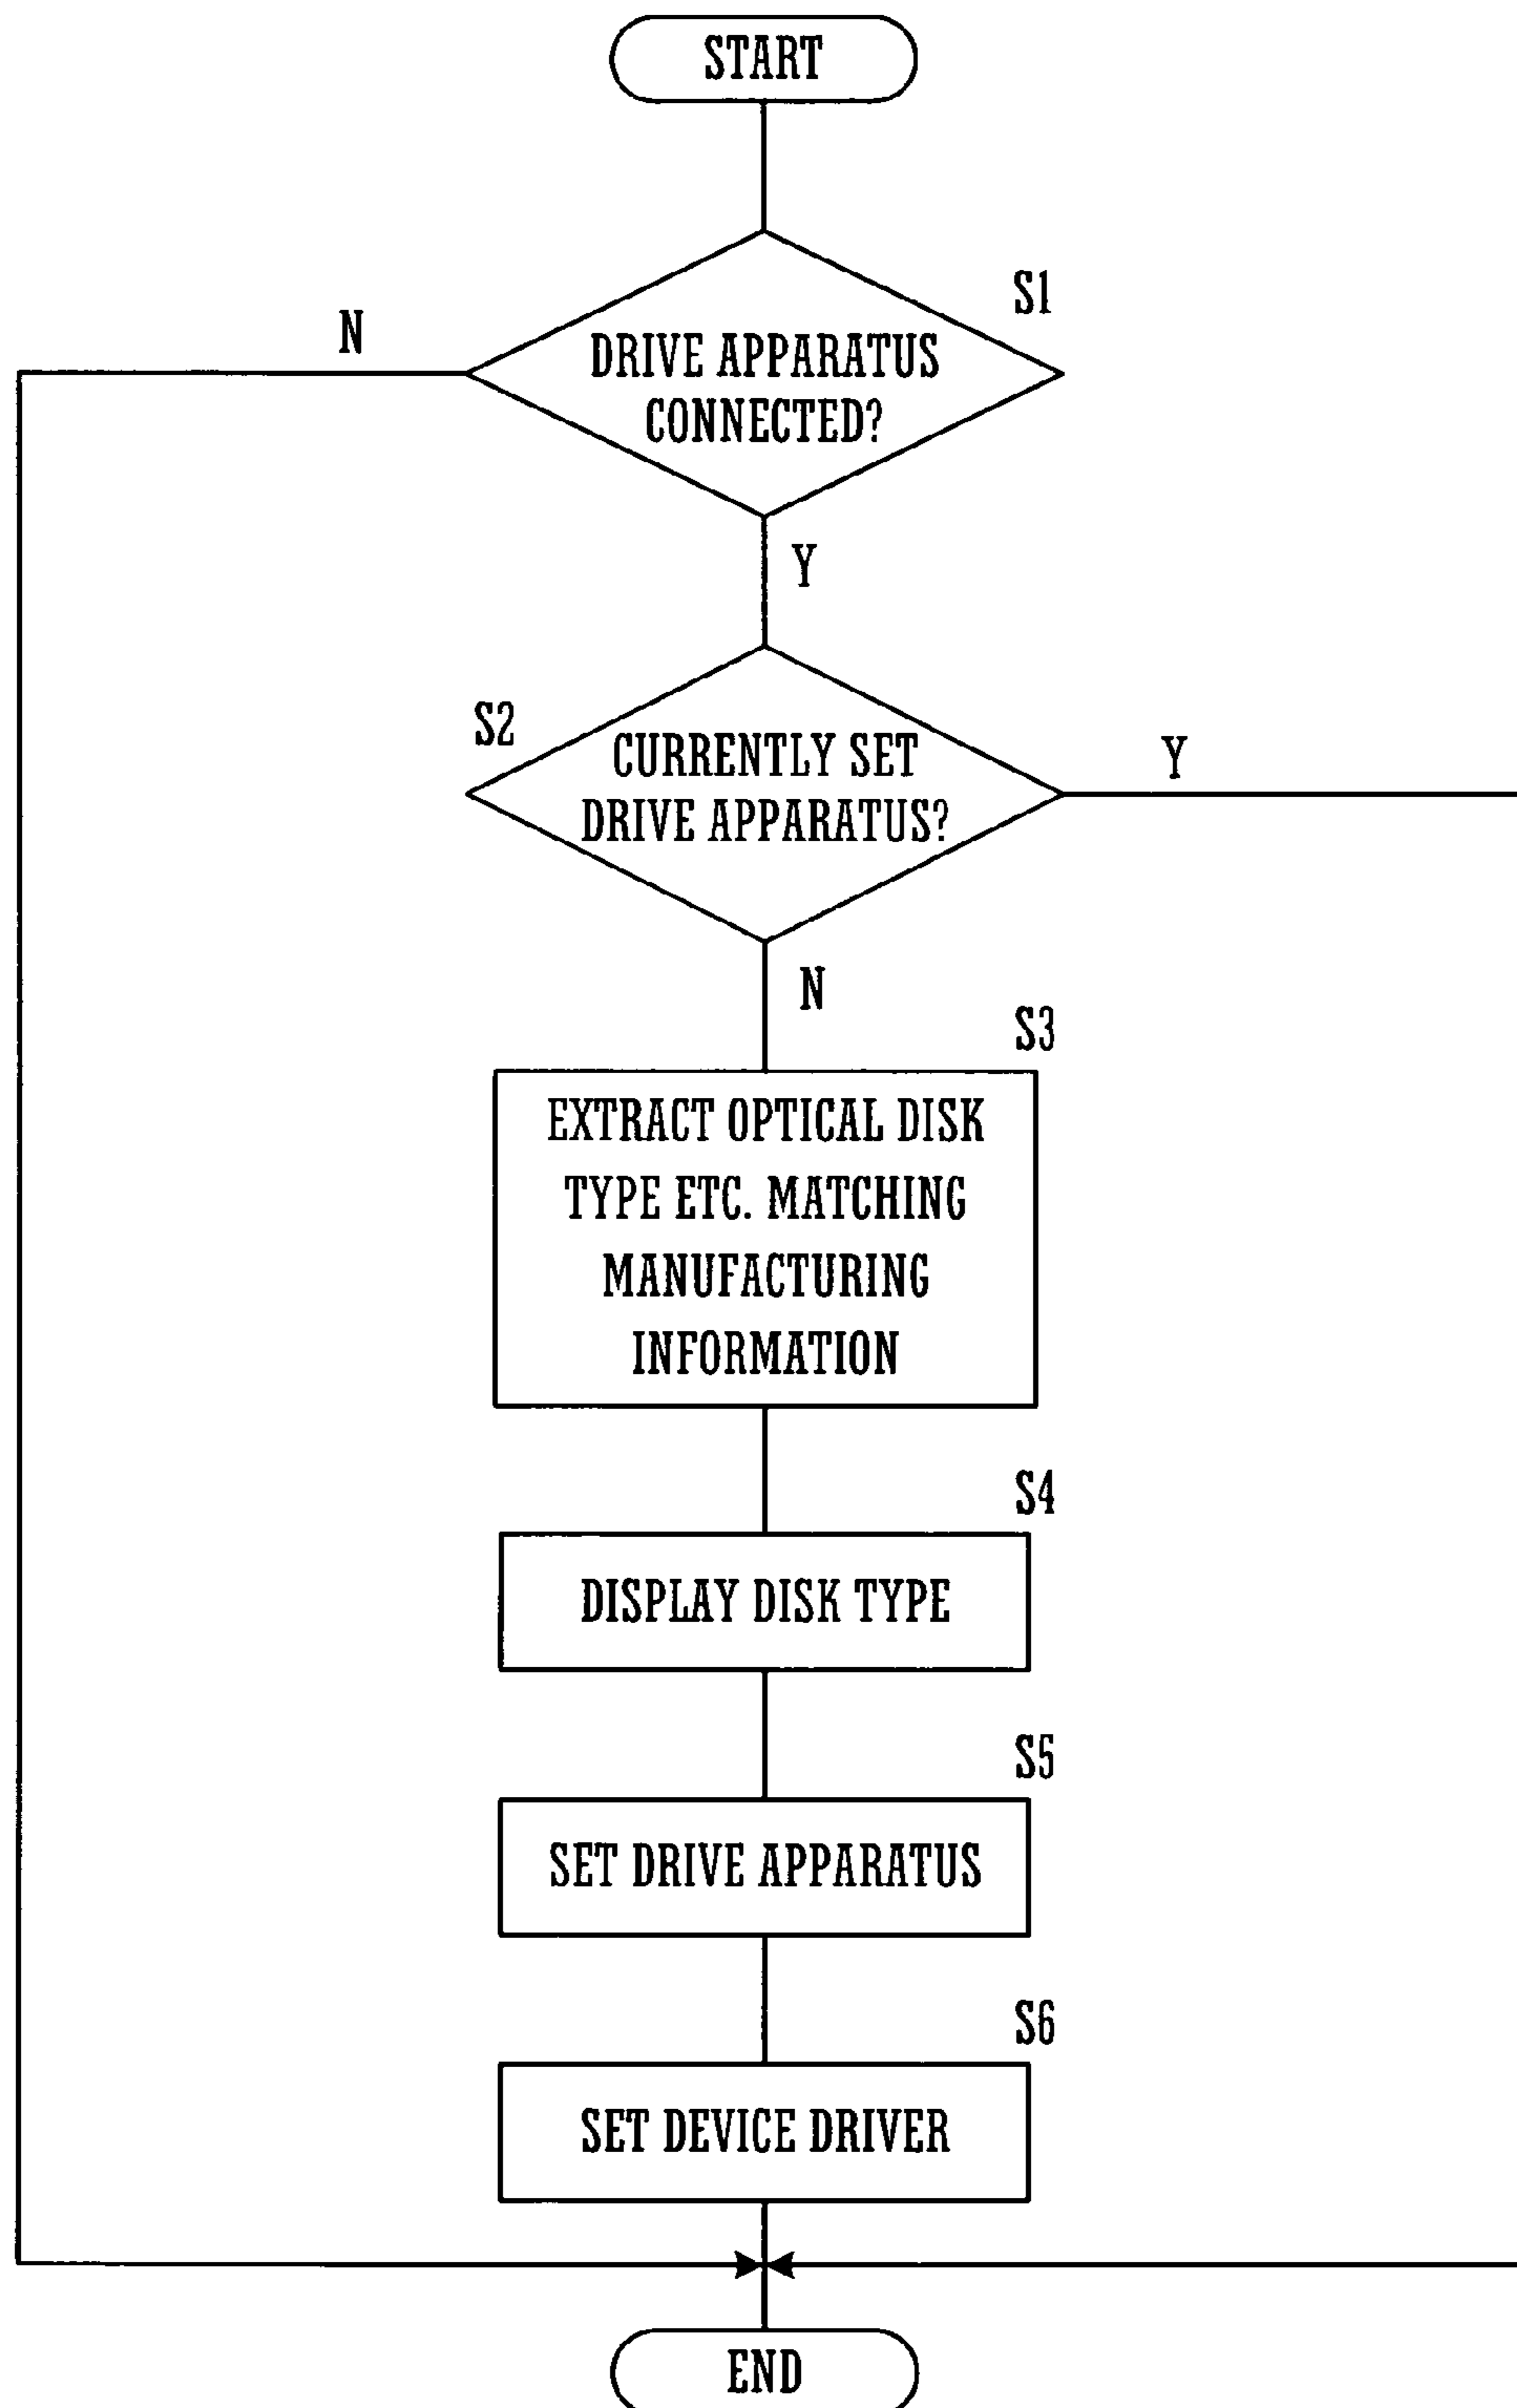 START
S1
N
DRIVE APPARATUS
CONNECTED?
Y
S2
CURRENTLY SET
DRIVE APPARATUS?
Y
N
S3
EXTRACT OPTICAL DISK
TYPE ETC. MATCHING
MANUFACTURING
INFORMATION
S4
DISPLAY DISK TYPE
S5
SET DRIVE APPARATUS
S6
SET DEVICE DRIVER
END